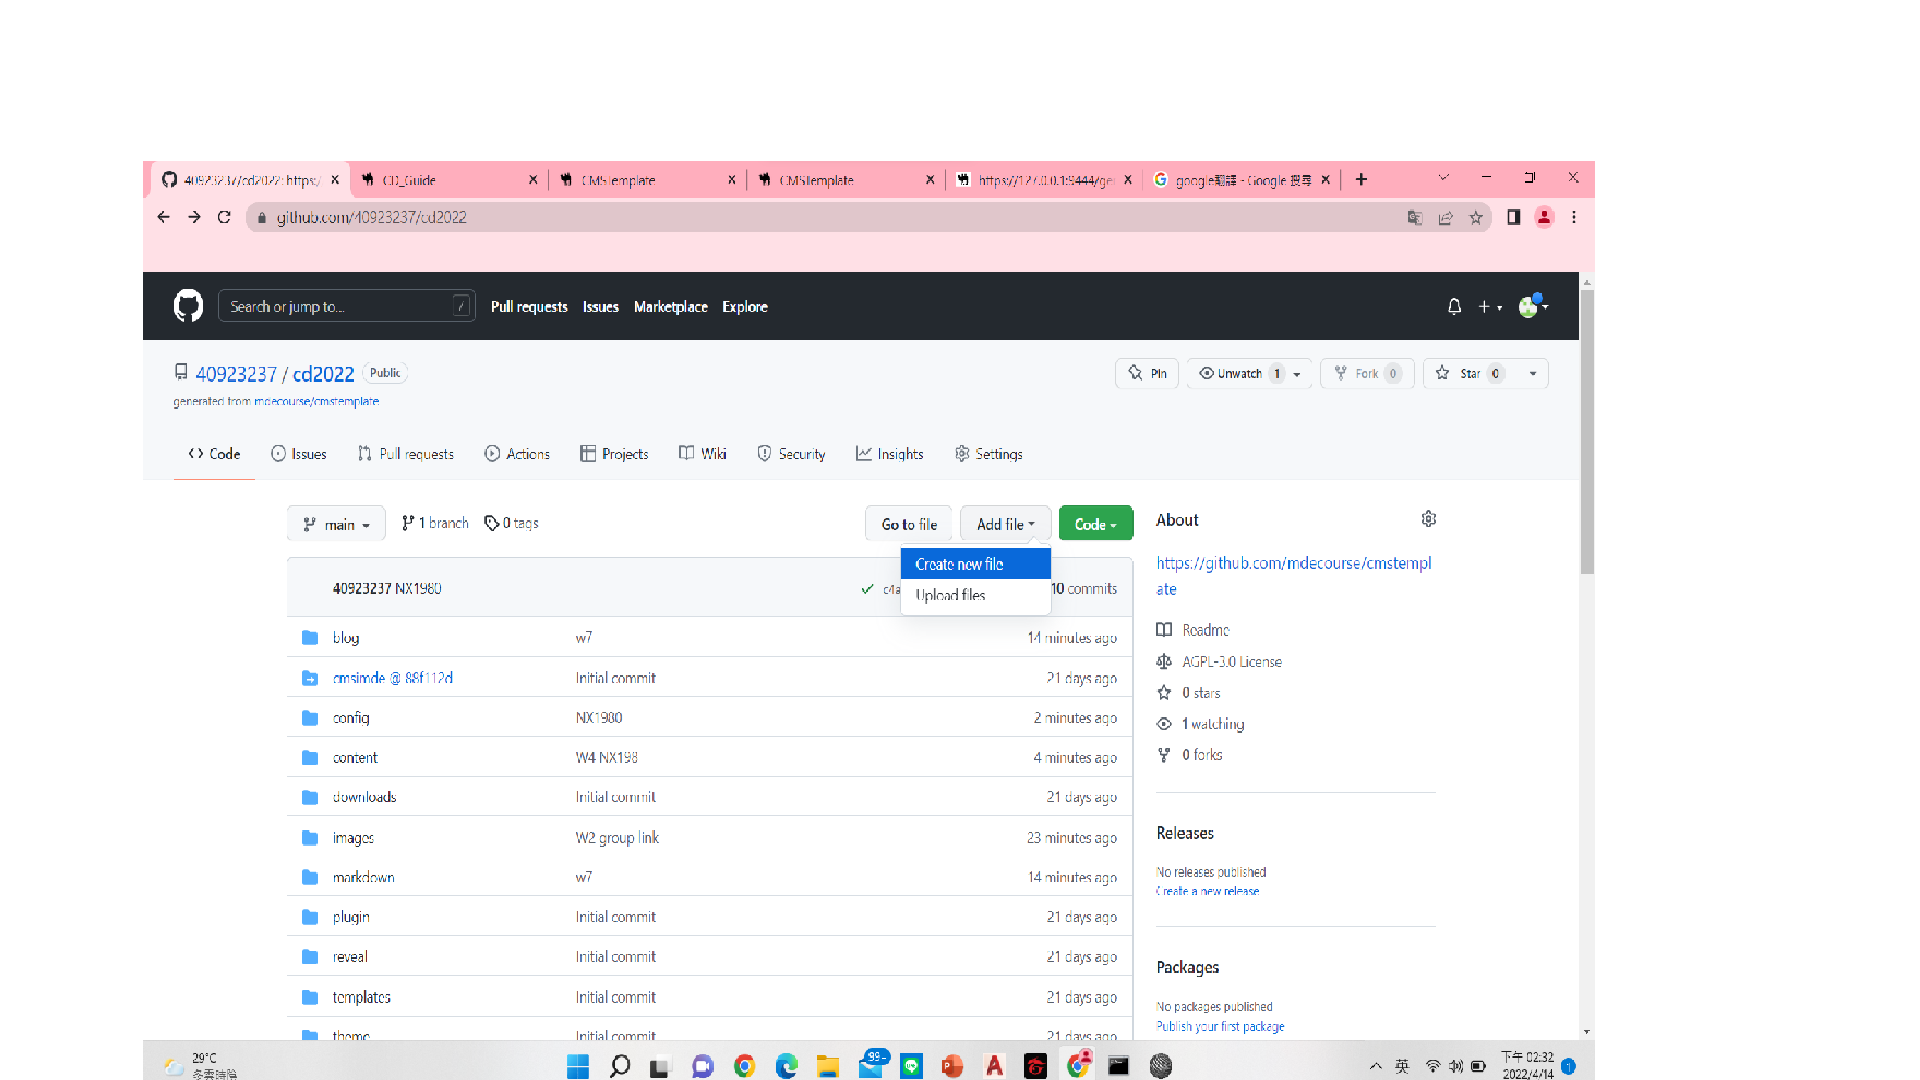 40923237/cd2022: https:/
CD_Guide
CMSTemplate
CMSTemplate
https://127.0.0.1:9444/ge
google翻譯 - Google 搜尋
github.com/40923237/cd2022
Search or jump to...
/
Pull requests
Issues
Marketplace
Explore
40923237 / cd2022
Public
Pin
Unwatch 1
Fork 0
Star 0
generated from mdecourse/cmstemplate
Code
Issues
Pull requests
Actions
Projects
Wiki
Security
Insights
Settings
main
1 branch
0 tags
Go to file
Add file
Code
Create new file
Upload files
40923237 NX1980
c4a
10 commits
blog w7 14 minutes ago
cmsimde @ 88f112d Initial commit 21 days ago
config NX1980 2 minutes ago
content W4 NX198 4 minutes ago
downloads Initial commit 21 days ago
images W2 group link 23 minutes ago
markdown w7 14 minutes ago
plugin Initial commit 21 days ago
reveal Initial commit 21 days ago
templates Initial commit 21 days ago
theme Initial commit 21 days ago
About
https://github.com/mdecourse/cmstempl
ate
Readme
AGPL-3.0 License
0 stars
1 watching
0 forks
Releases
No releases published
Create a new release
Packages
No packages published
Publish your first package
29°C
多雲時陰
99+
英
下午 02:32
2022/4/14
1